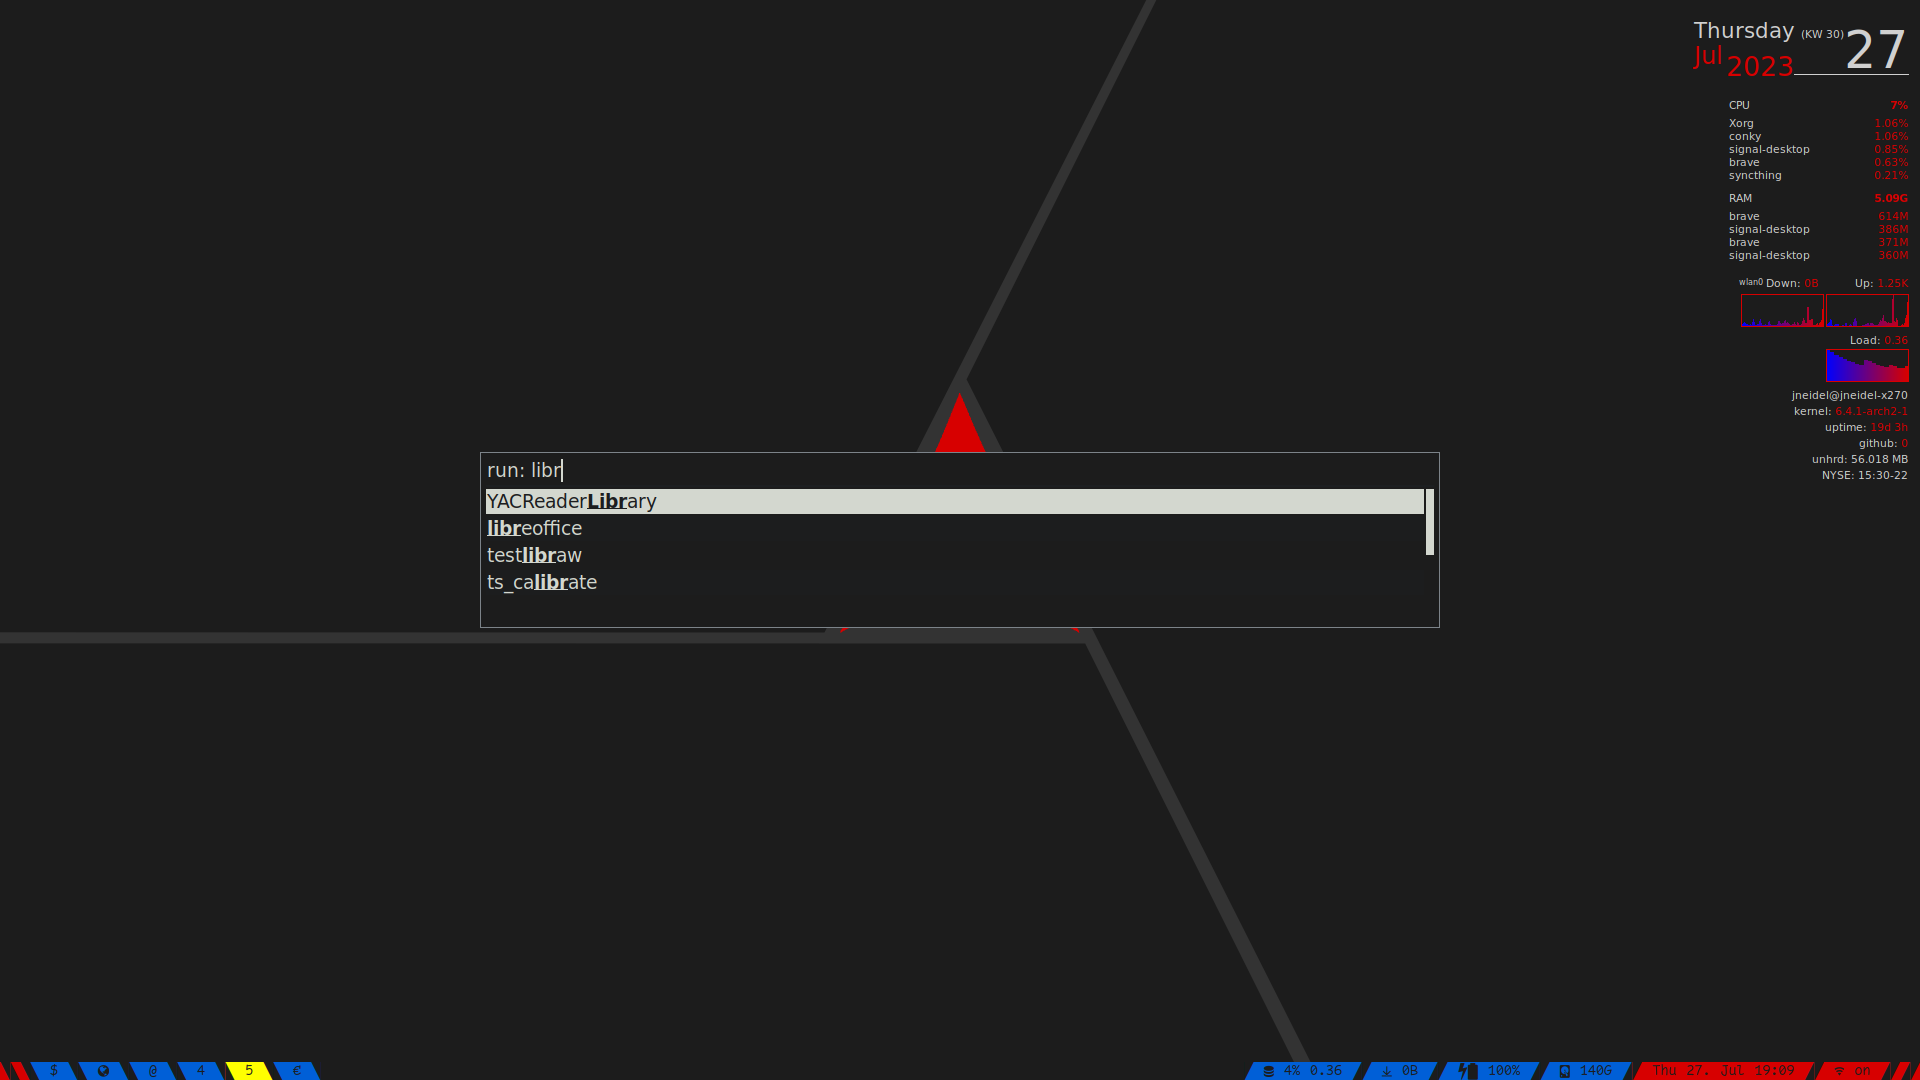 Thursday (KW 30) 27
Jul 2023
CPU 7%
Xorg 1.06%
conky 1.06%
signal-desktop 0.85%
brave 0.63%
syncthing 0.21%
RAM 5.09G
brave 614M
signal-desktop 386M
brave 371M
signal-desktop 360M
wlan0 Down: 0B Up: 1.25K
Load: 0.36
jneidel@jneidel-x270
kernel: 6.4.1-arch2-1
uptime: 19d 3h
github: 0
unhrd: 56.018 MB
NYSE: 15:30-22
run: libr
YACReaderLibrary
libreoffice
testlibraw
ts_calibrate
$ @ 4 5 €
4% 0.36 0B 100% 140G Thu 27. Jul 19:09 on